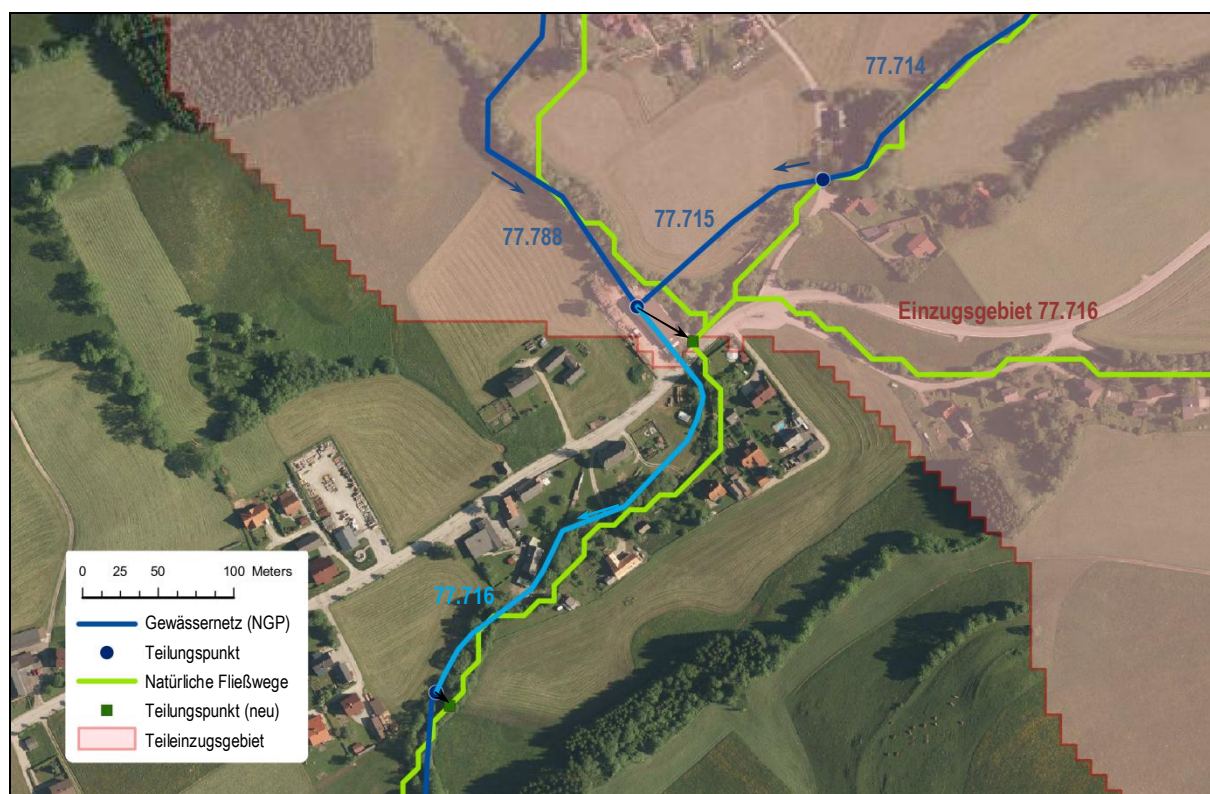 77.714
77.715
77.788
Einzugsgebiet 77.716
77.716
0 25 50 100 Meters
Gewässernetz (NGP)
Teilungspunkt
Natürliche Fließwege
Teilungspunkt (neu)
Teileinzugsgebiet